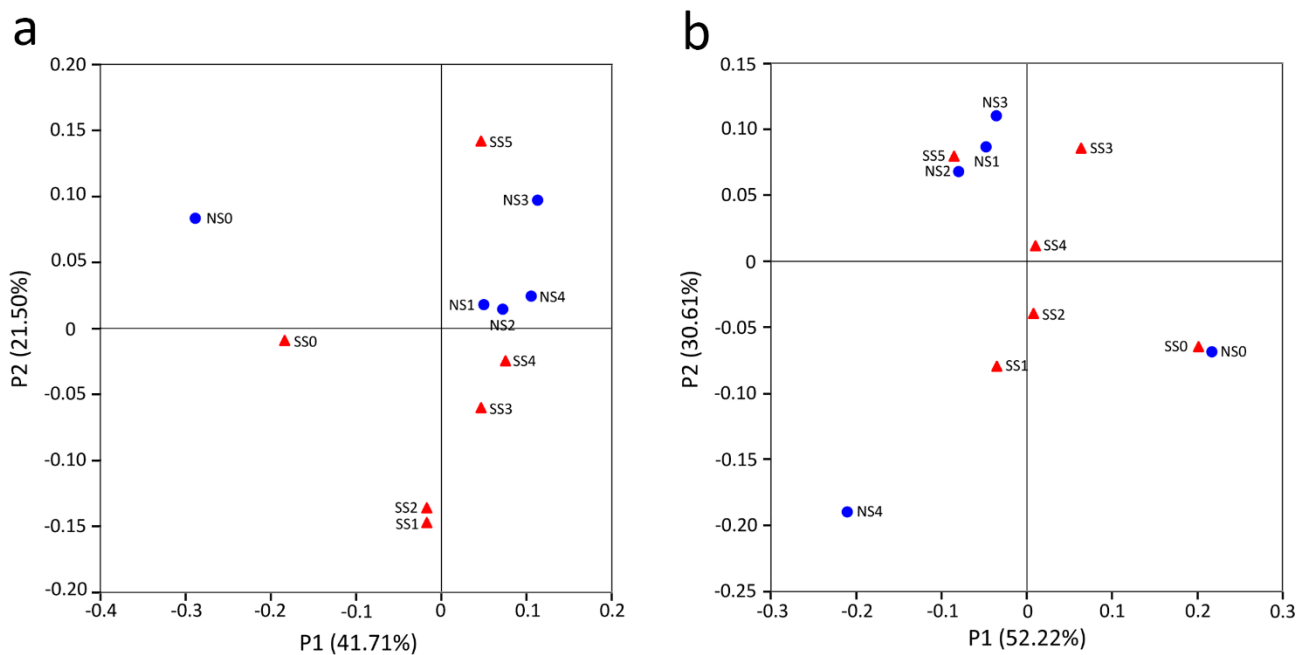 a
0.20
0.15
0.10
0.05
0
-0.05
-0.10
-0.15
-0.20
P2 (21.50%)
SS5
NS3
NS0
NS1
NS4
NS2
SS0
SS4
SS3
SS2
SS1
-0.4
-0.3
-0.2
-0.1
0
0.1
0.2
P1 (41.71%)
b
0.15
0.10
0.05
0
-0.05
-0.10
-0.15
-0.20
-0.25
P2 (30.61%)
NS3
SS3
SS5
NS1
NS2
SS4
SS2
SS0
NS0
SS1
NS4
-0.3
-0.2
-0.1
0
0.1
0.2
0.3
P1 (52.22%)